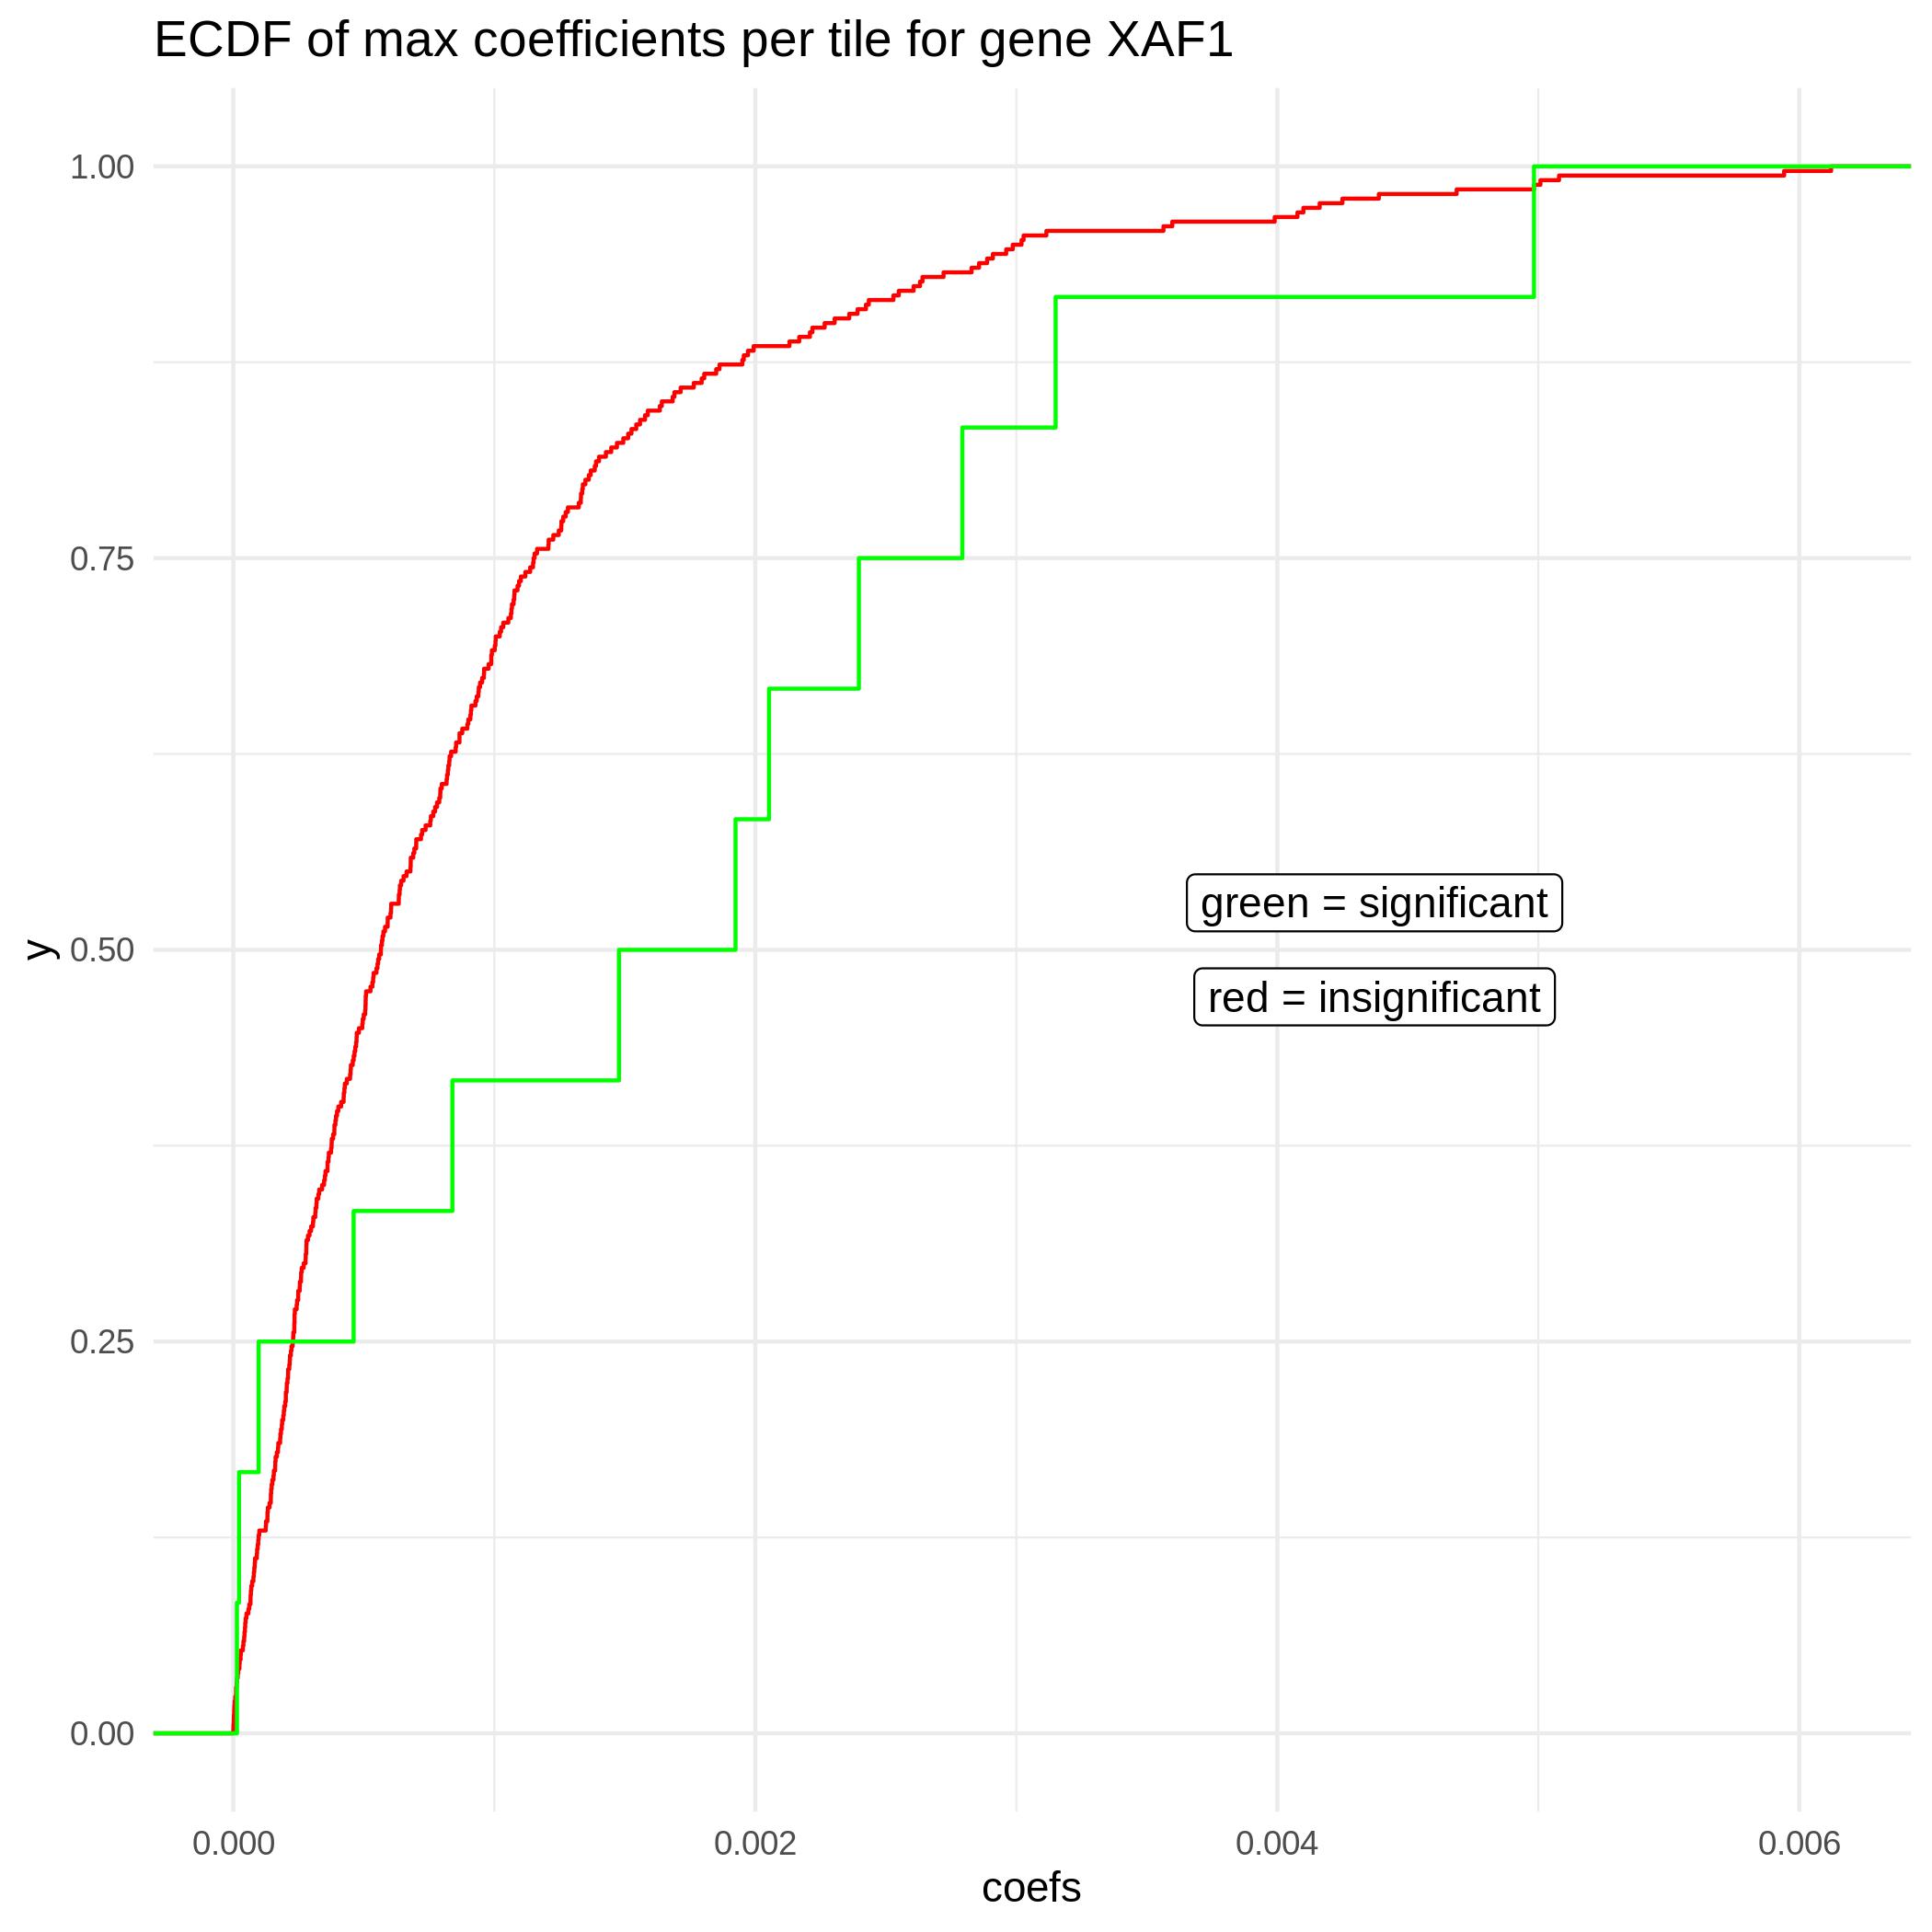 ECDF of max coefficients per tile for gene XAF1
1.00
0.75
green = significant
y
0.50
red = insignificant
0.25
0.00
0.000
0.002
0.004
0.006
coefs